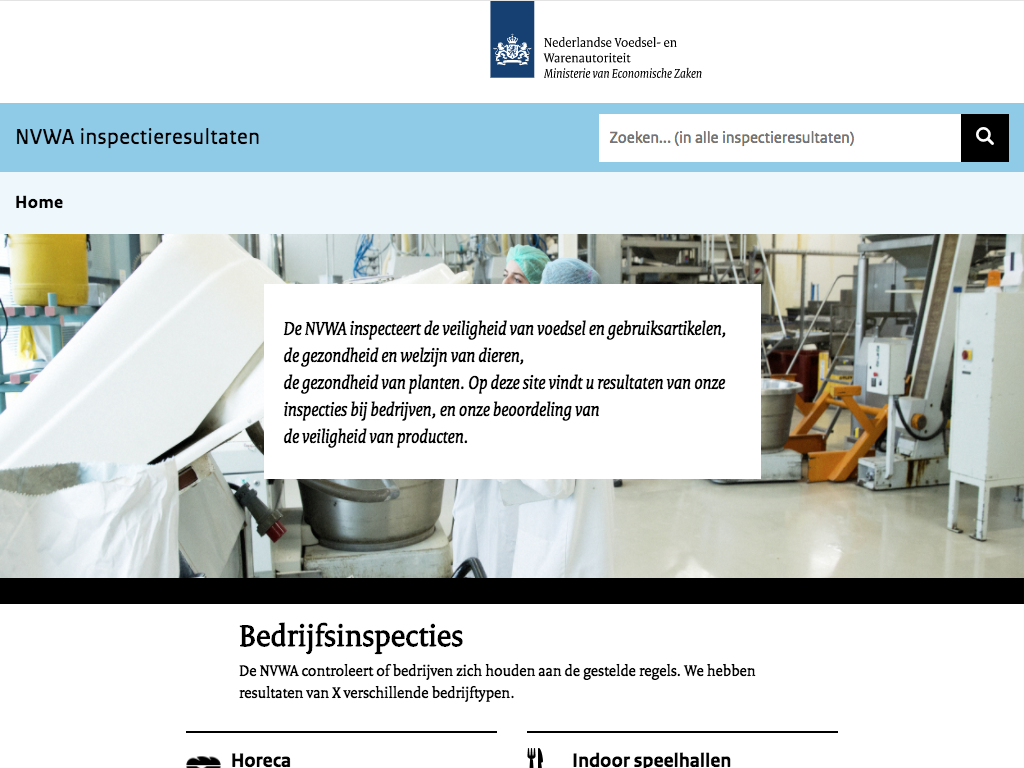 Nederlandse Voedsel- en
Warenautoriteit
Ministerie van Economische Zaken
NVWA inspectieresultaten
Zoeken... (in alle inspectieresultaten)
Home
De NVWA inspecteert de veiligheid van voedsel en gebruiksartikelen,
de gezondheid en welzijn van dieren,
de gezondheid van planten. Op deze site vindt u resultaten van onze
inspecties bij bedrijven, en onze beoordeling van
de veiligheid van producten.
Bedrijfsinspecties
De NVWA controleert of bedrijven zich houden aan de gestelde regels. We hebben
resultaten van X verschillende bedrijftypen.
Horeca
Indoor speelhallen